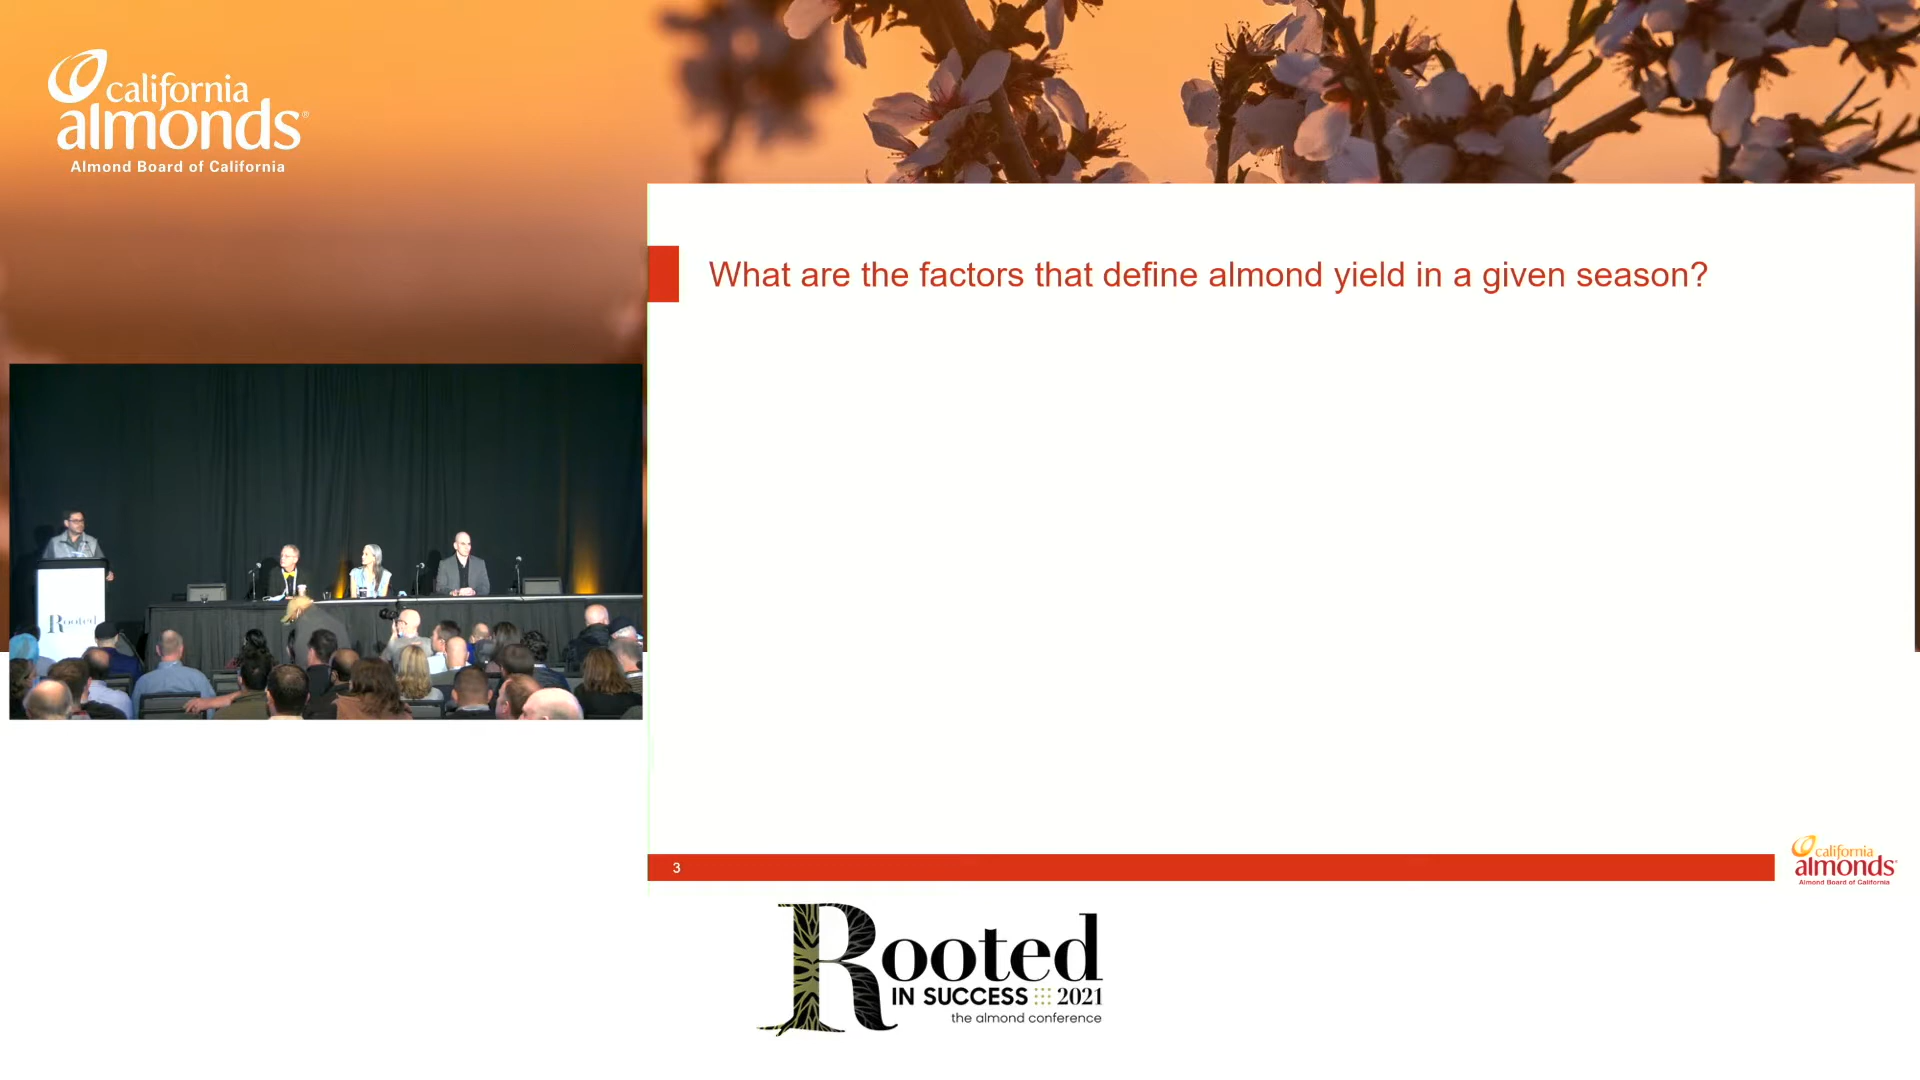 california
almonds®
Almond Board of California
What are the factors that define almond yield in a given season?
Rooted
3
california
almonds®
Almond Board of California
Rooted
IN SUCCESS 2021
the almond conference